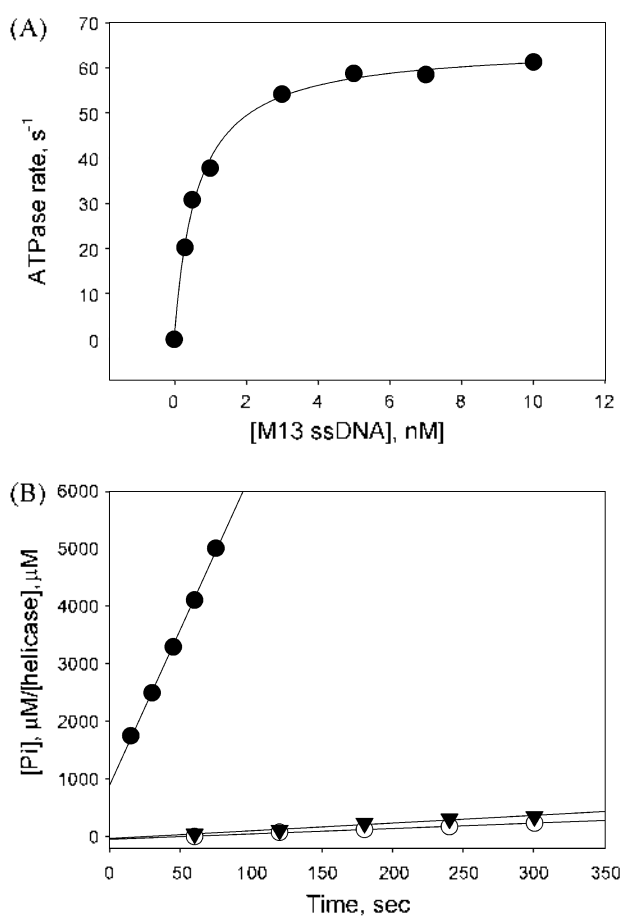 (A)
70
60
50
40
30
20
10
0
ATPase rate, s⁻¹
0 2 4 6 8 10 12
[M13 ssDNA], nM]
(B)
6000
5000
4000
3000
2000
1000
0
[Pi], μM/[helicase],μM
0 50 100 150 200 250 300 350
Time, sec